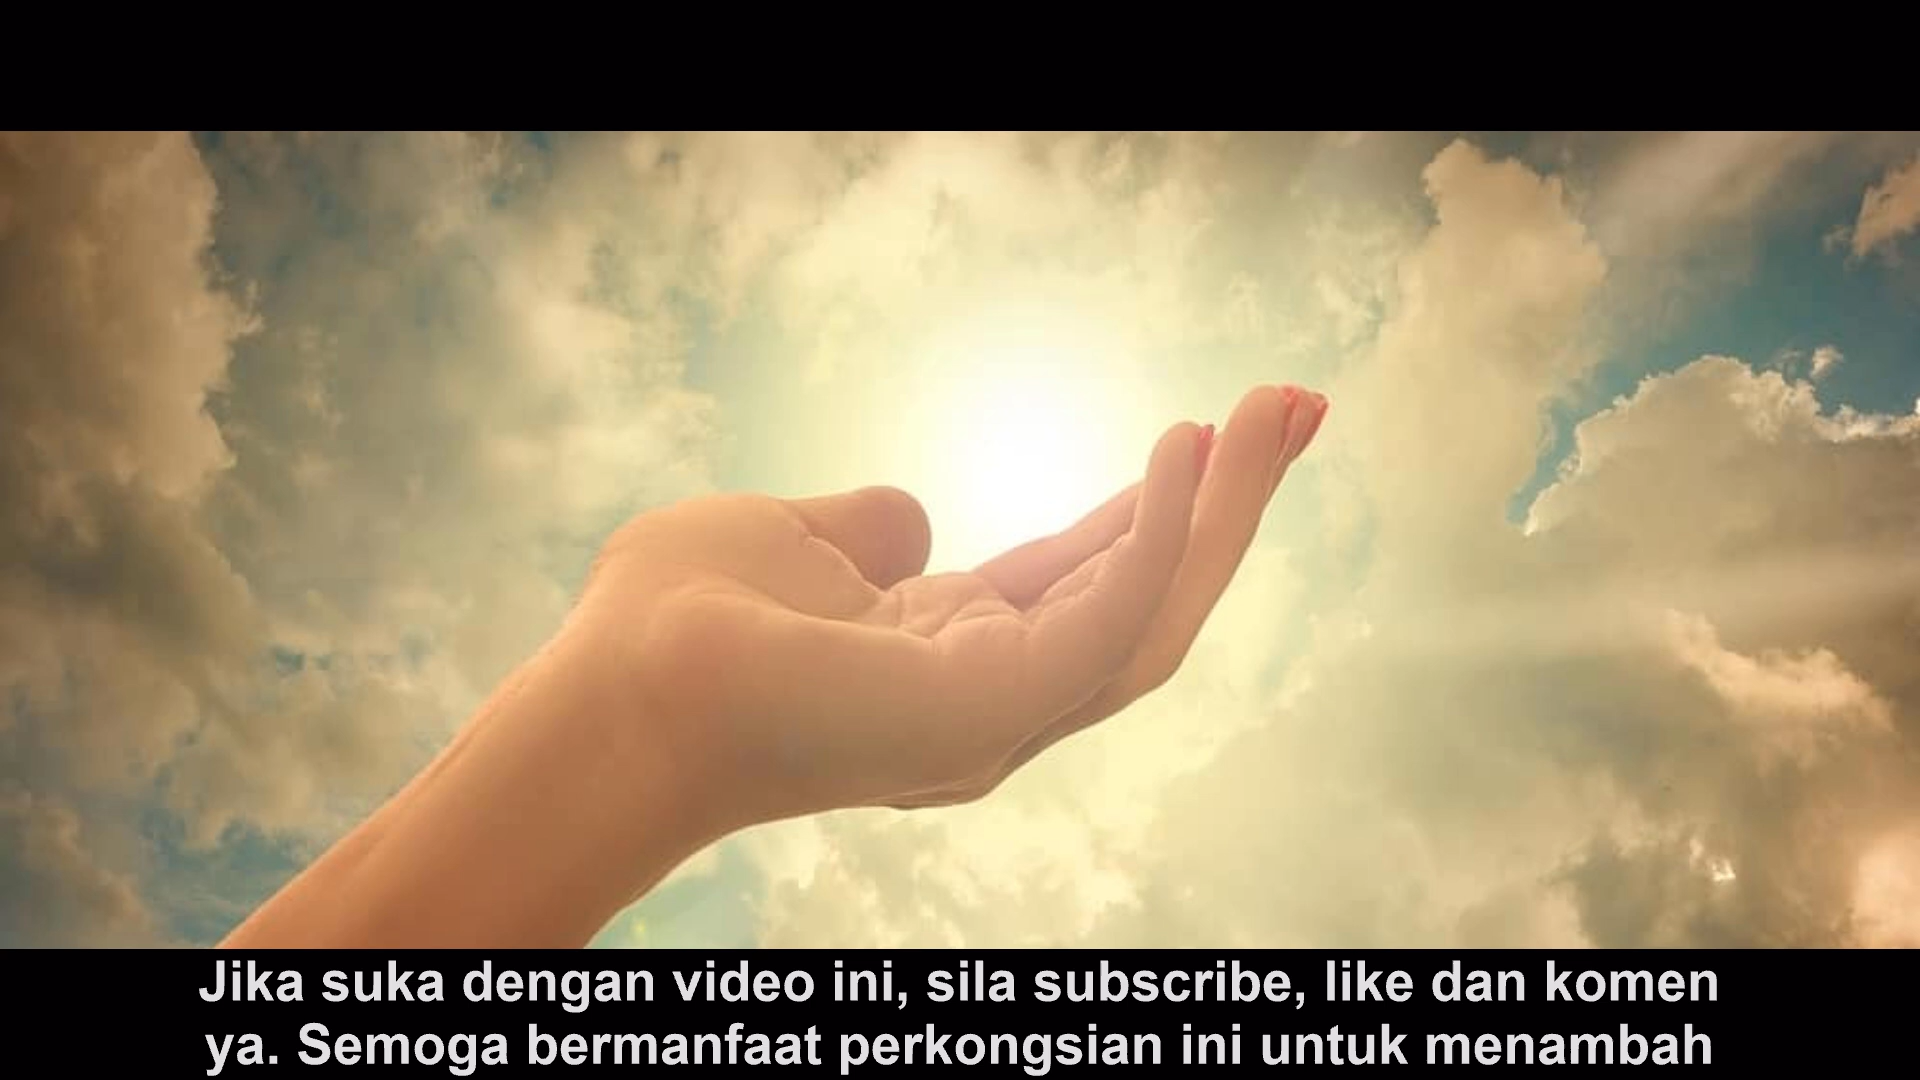 Jika suka dengan video ini, sila subscribe, like dan komen
ya. Semoga bermanfaat perkongsian ini untuk menambah